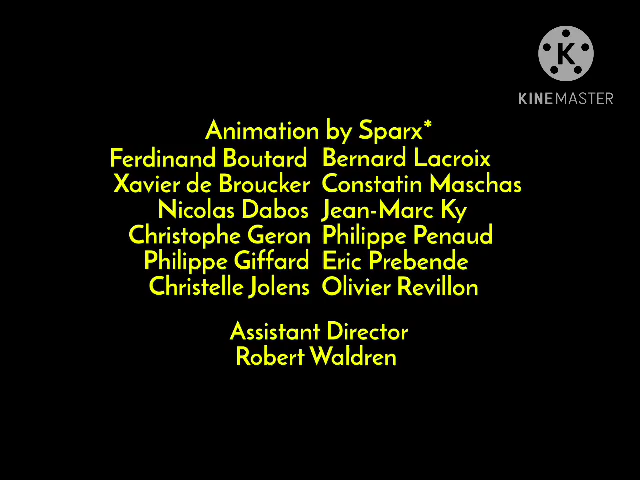 KINEMASTER
Animation by Sparx*
Ferdinand Boutard Bernard Lacroix
Xavier de Broucker Constatin Maschas
Nicolas Dabos Jean-Marc Ky
Christophe Geron Philippe Penaud
Philippe Giffard Eric Prebende
Christelle Jolens Olivier Revillon
Assistant Director
Robert Waldren